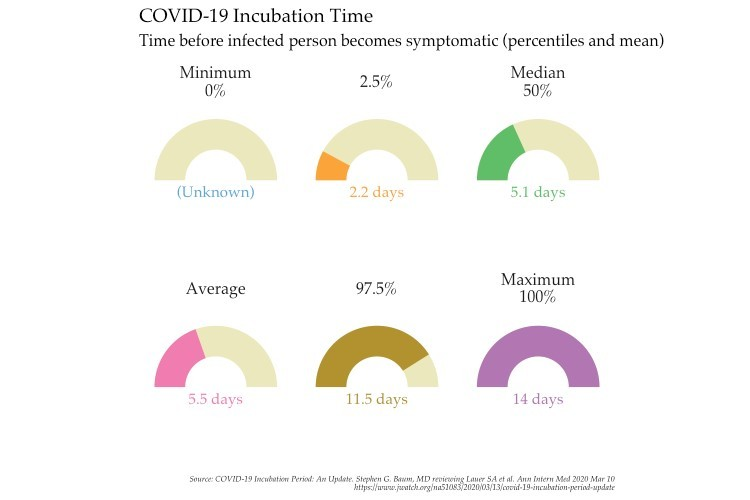 COVID-19 Incubation Time
Time before infected person becomes symptomatic (percentiles and mean)
Minimum
0%
(Unknown)
2.5%
2.2 days
Median
50%
5.1 days
Average
5.5 days
97.5%
11.5 days
Maximum
100%
14 days
Source: COVID-19 Incubation Period: An Update. Stephen G. Baum, MD reviewing Lauer SA et al. Ann Intern Med 2020 Mar 10
https://www.jwatch.org/na51083/2020/03/13/covid-19-incubation-period-update